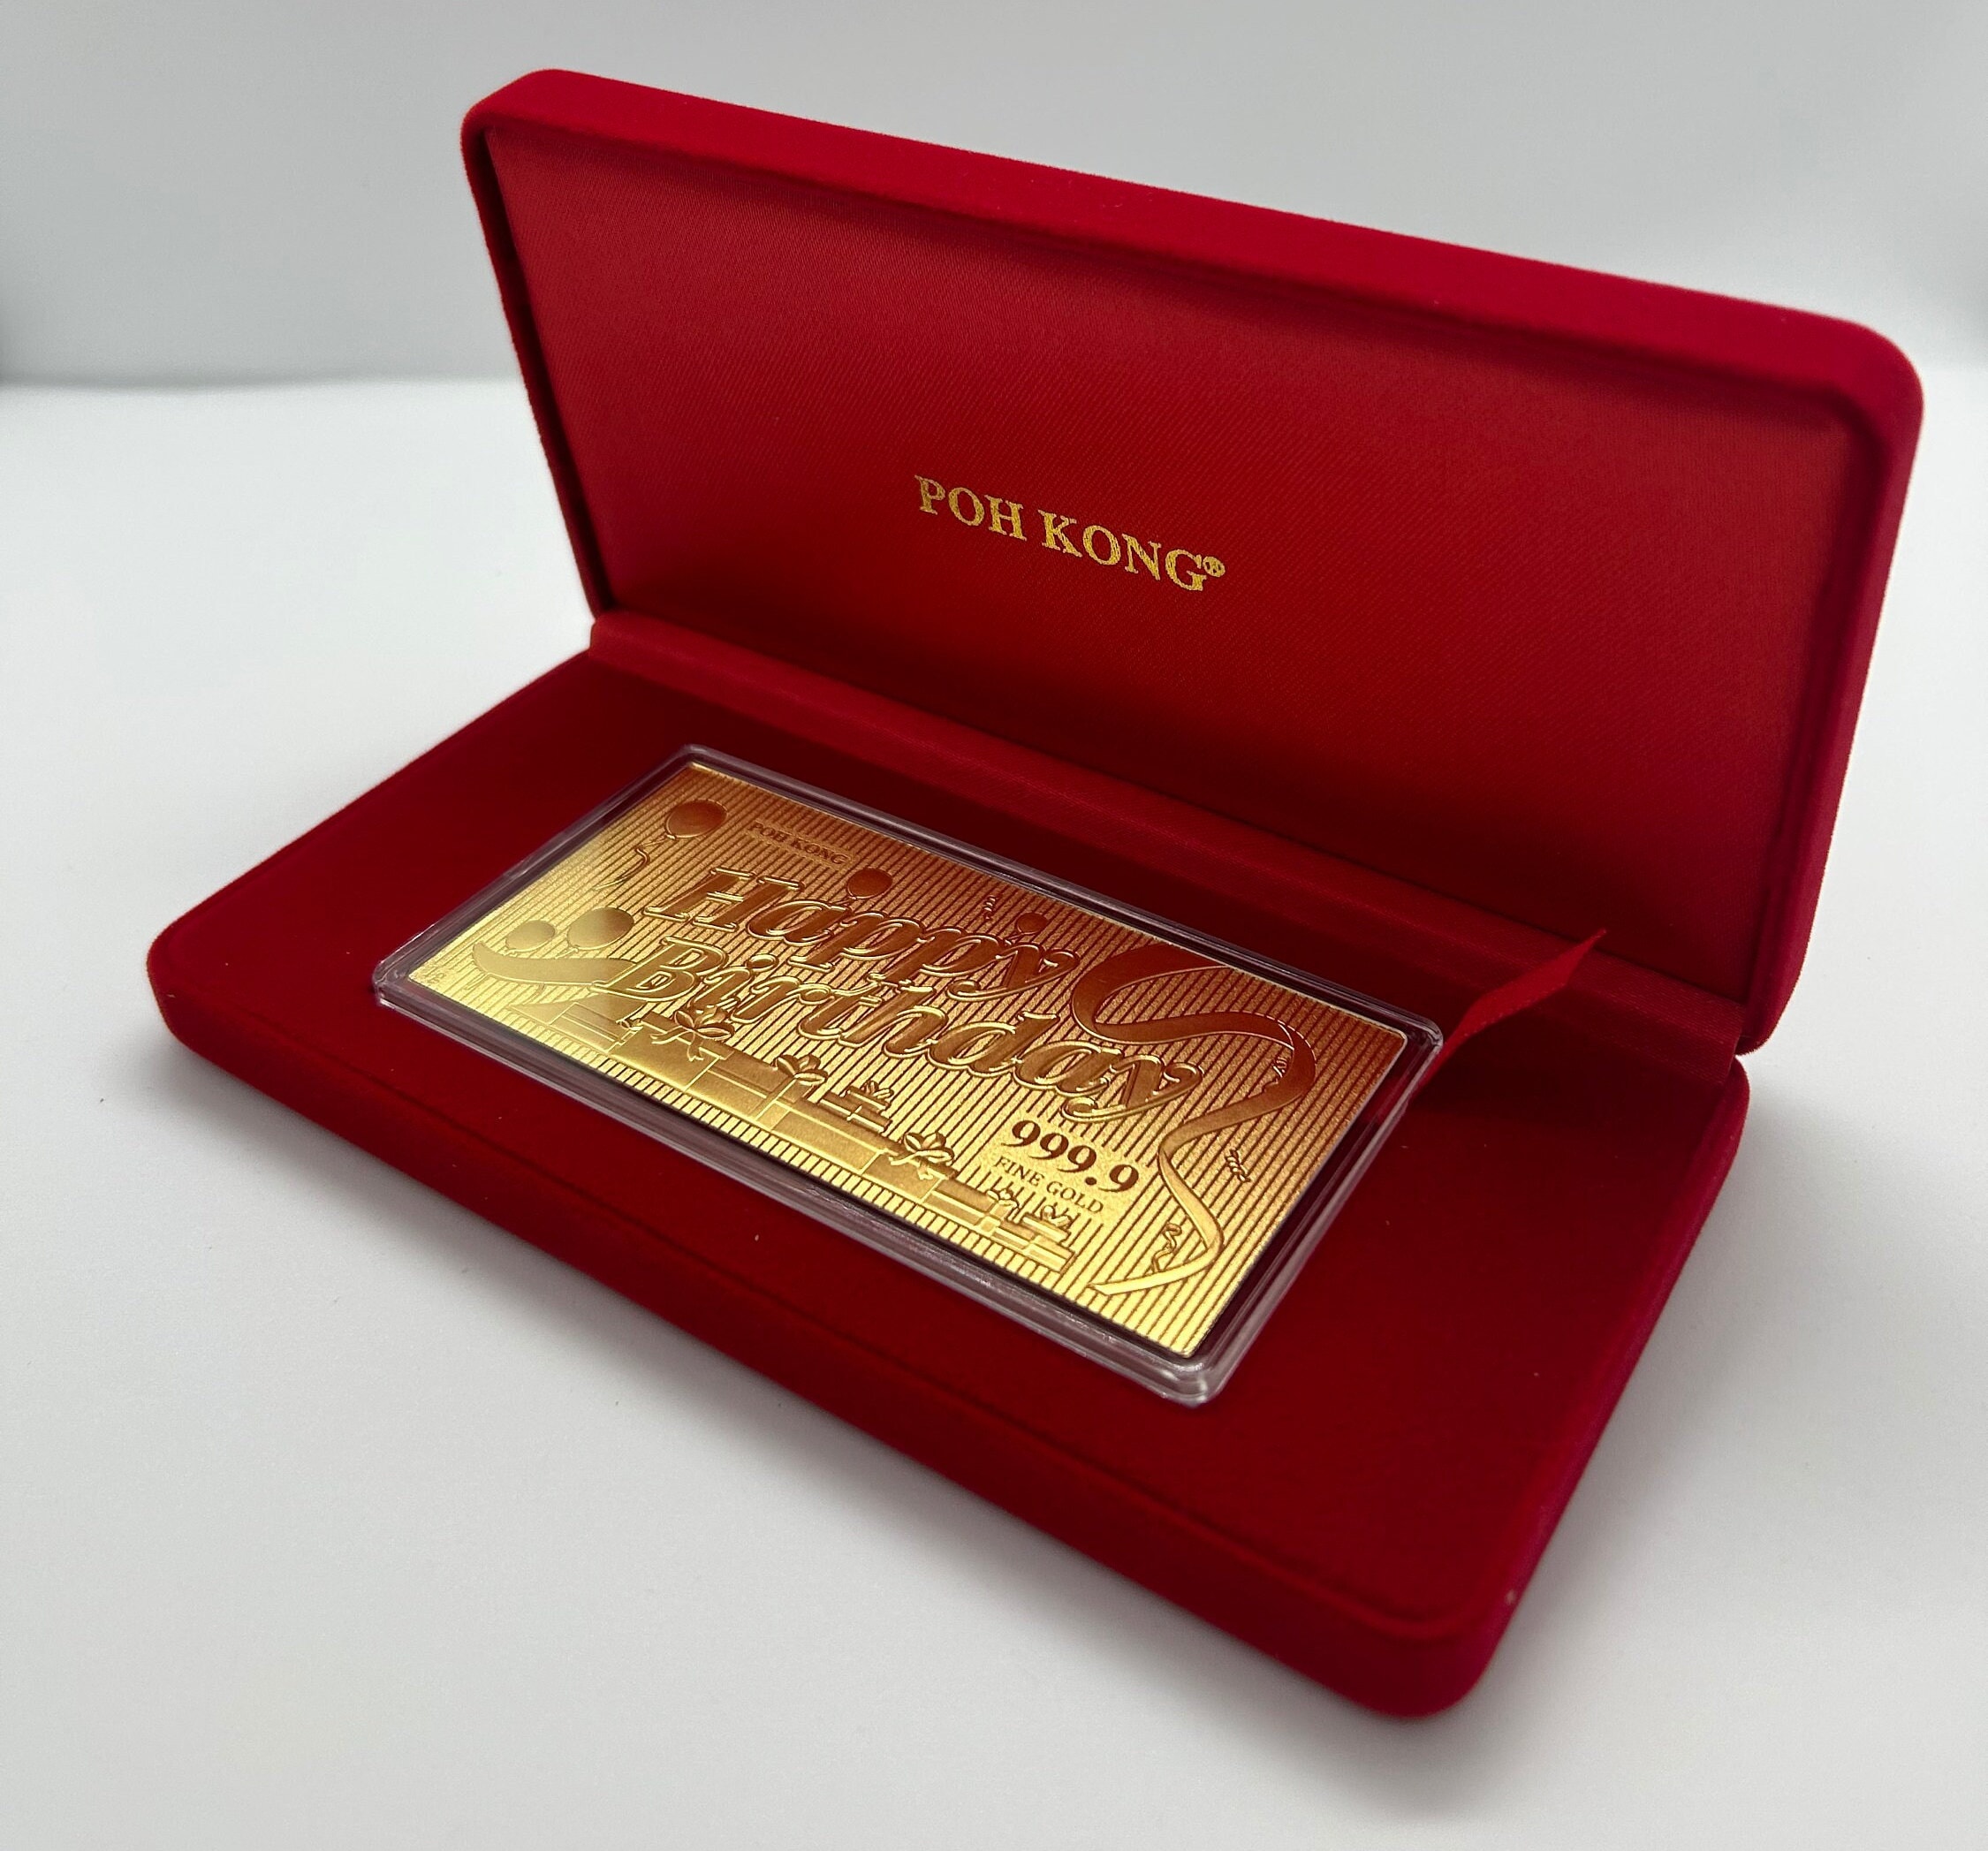 POH KONG®
POH KONG
Happy
Birthday
999.9
FINE GOLD